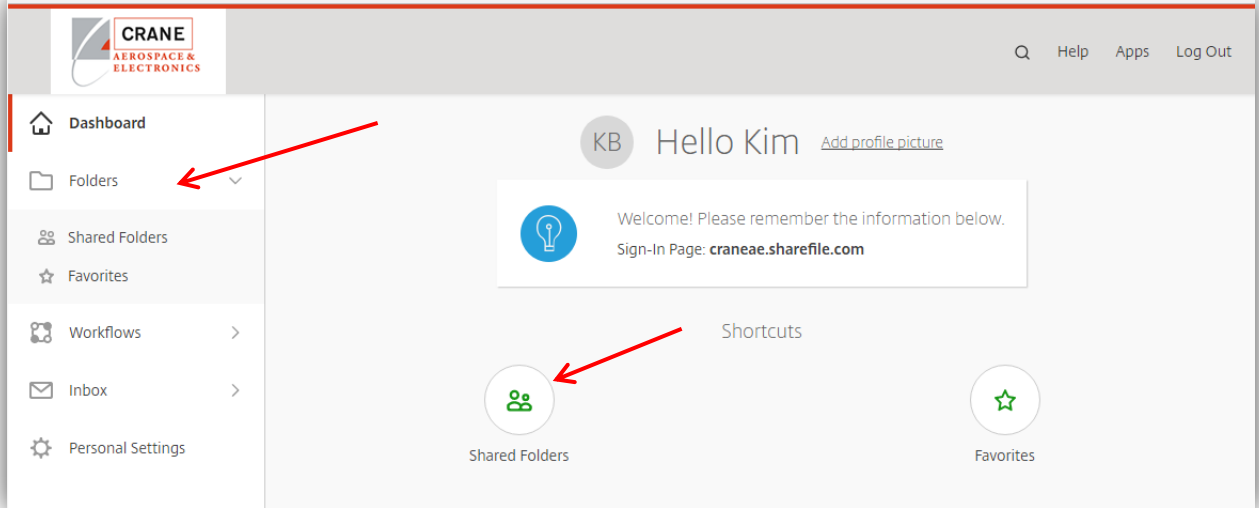 CRANE
AEROSPACE &
ELECTRONICS
Help Apps Log Out
Dashboard
Folders
Shared Folders
Favorites
Workflows
Inbox
Personal Settings
KB Hello Kim Add profile picture
Welcome! Please remember the information below.
Sign-In Page: craneae.sharefile.com
Shortcuts
Shared Folders Favorites